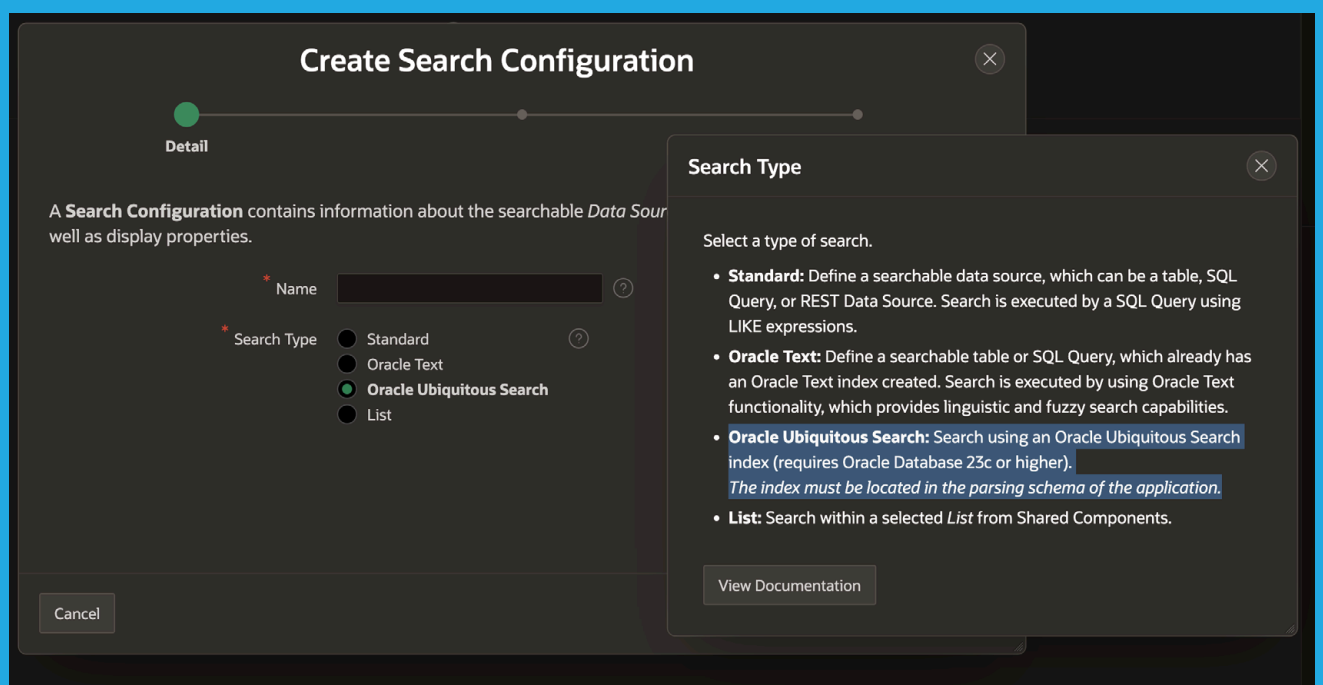 Create Search Configuration
Detail
A Search Configuration contains information about the searchable Data Sour
well as display properties.
* Name
?
* Search Type
Standard
?
Oracle Text
Oracle Ubiquitous Search
List
Cancel
Search Type
Select a type of search.
• Standard: Define a searchable data source, which can be a table, SQL
Query, or REST Data Source. Search is executed by a SQL Query using
LIKE expressions.
• Oracle Text: Define a searchable table or SQL Query, which already has
an Oracle Text index created. Search is executed by using Oracle Text
functionality, which provides linguistic and fuzzy search capabilities.
• Oracle Ubiquitous Search: Search using an Oracle Ubiquitous Search
index (requires Oracle Database 23c or higher).
The index must be located in the parsing schema of the application.
• List: Search within a selected List from Shared Components.
View Documentation